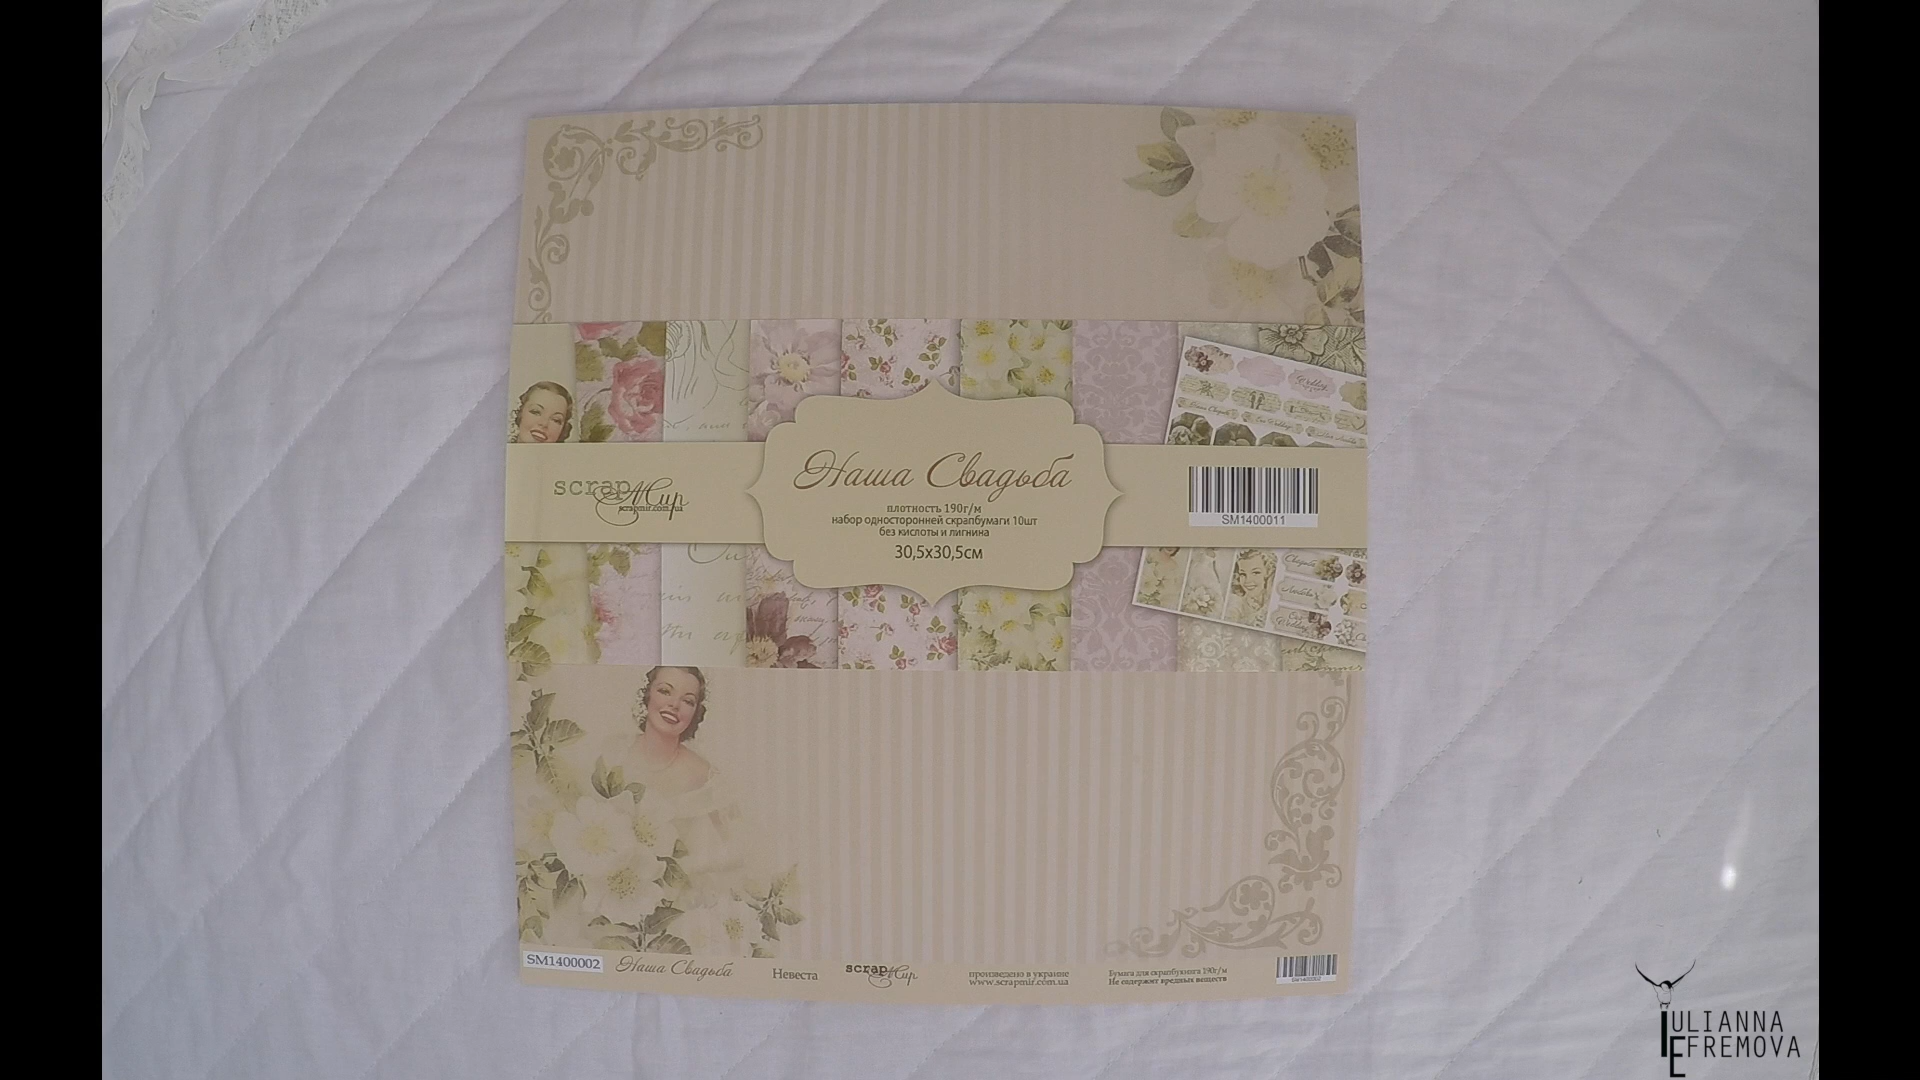 scrap Мир
scrapmir.com.ua
Наша Свадьба
плотность 190г/м
набор односторонней скрапбумаги 10шт
без кислоты и лигнина
30,5х30,5см
SM1400011
SM1400002
Наша Свадьба
Невеста
scrap Мир
произведено в украине
www.scrapmir.com.ua
Бумага для скрапбукинга 190г/м
Не содержит вредных веществ
SM1400002
IULIANNA
EFREMOVA